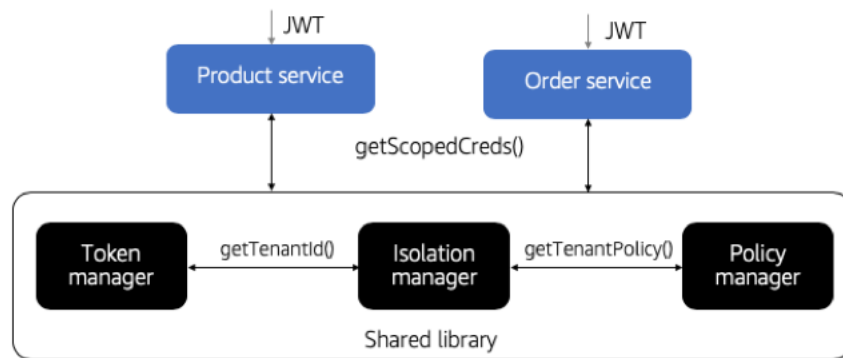 JWT
JWT
Product service
Order service
getScopedCreds()
Token
manager
getTenantId()
Isolation
manager
getTenantPolicy()
Policy
manager
Shared library